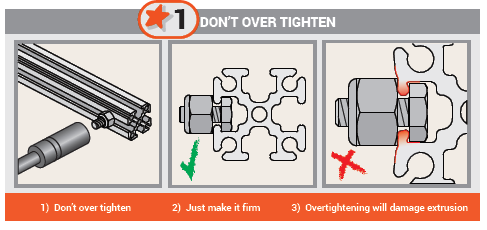 1 DON'T OVER TIGHTEN
1) Don't over tighten 2) Just make it firm 3) Overtightening will damage extrusion